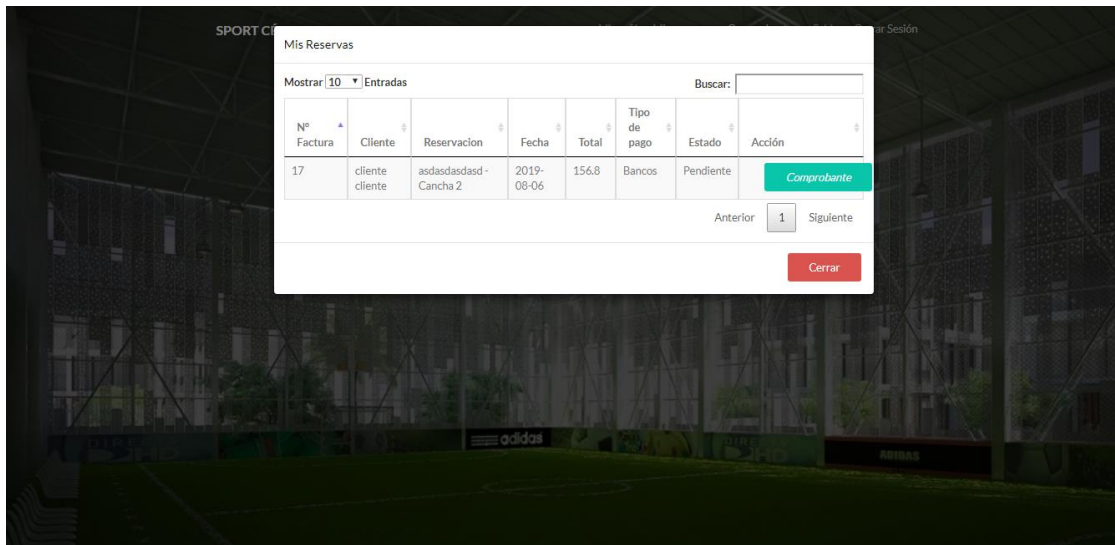 SPORT
ar Sesión
Mis Reservas
Mostrar 10 Entradas
Buscar:
N° Factura
Cliente
Reservacion
Fecha
Total
Tipo de pago
Estado
Acción
17
cliente cliente
asdasdasdasd - Cancha 2
2019-08-06
156.8
Bancos
Pendiente
Comprobante
Anterior 1 Siguiente
Cerrar
adidas
ADIDAS